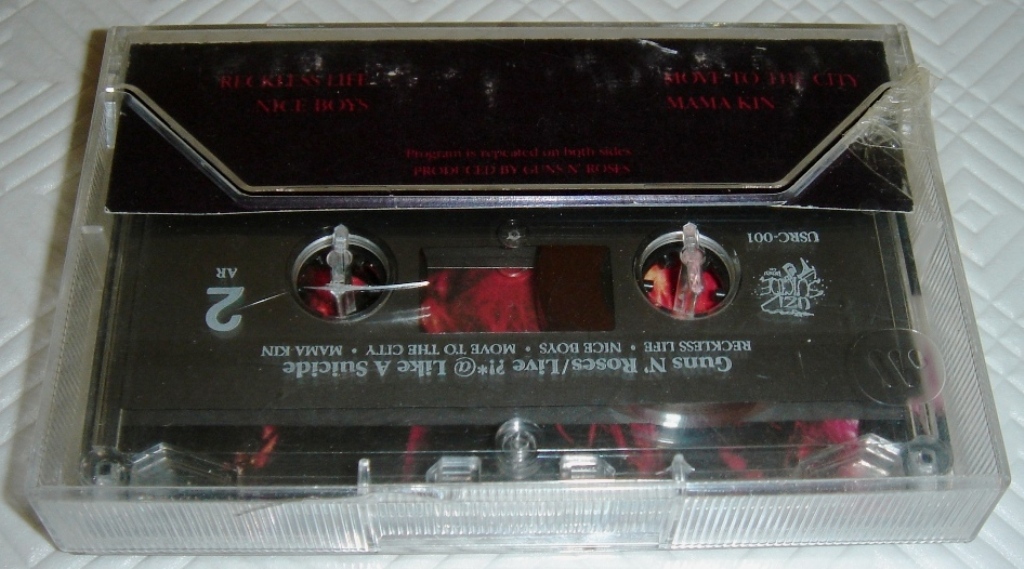 RECKLESS LIFE
NICE BOYS
MOVE TO THE CITY
MAMA KIN
Program is repeated on both sides
PRODUCED BY GUNS N' ROSES
Guns N' Roses/Live ?!*@ Like A Suicide
RECKLESS LIFE • NICE BOYS • MOVE TO THE CITY • MAMA KIN
UZI
SUICIDE
2
AR
USRC-001